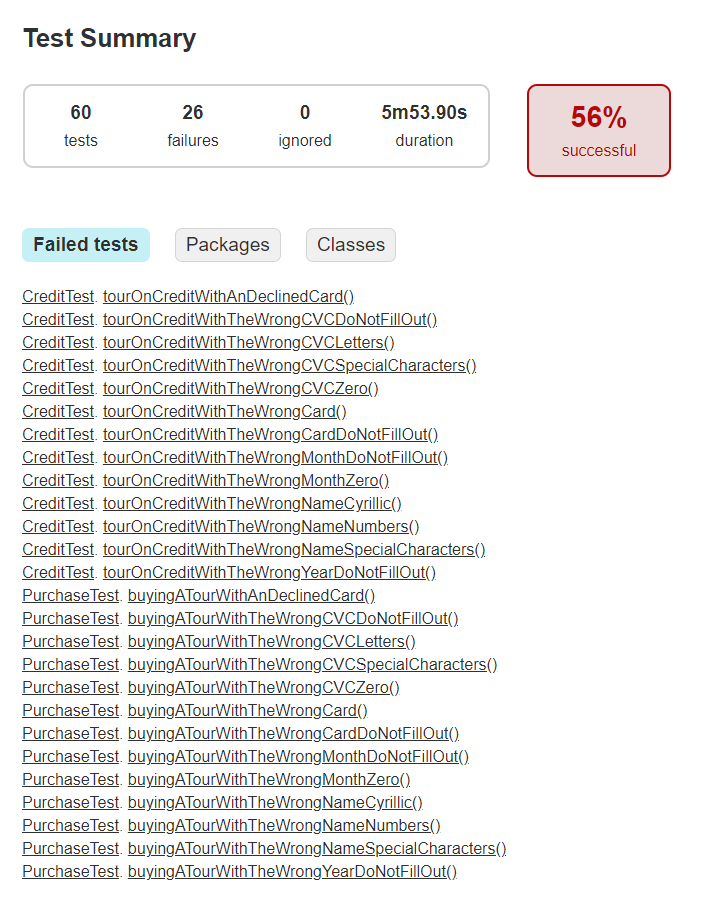 Test Summary
60 26 0 5m53.90s
tests failures ignored duration
56%
successful
Failed tests Packages Classes
CreditTest. tourOnCreditWithAnDeclinedCard()
CreditTest. tourOnCreditWithTheWrongCVCDoNotFillOut()
CreditTest. tourOnCreditWithTheWrongCVCLetters()
CreditTest. tourOnCreditWithTheWrongCVCSpecialCharacters()
CreditTest. tourOnCreditWithTheWrongCVCZero()
CreditTest. tourOnCreditWithTheWrongCard()
CreditTest. tourOnCreditWithTheWrongCardDoNotFillOut()
CreditTest. tourOnCreditWithTheWrongMonthDoNotFillOut()
CreditTest. tourOnCreditWithTheWrongMonthZero()
CreditTest. tourOnCreditWithTheWrongNameCyrillic()
CreditTest. tourOnCreditWithTheWrongNameNumbers()
CreditTest. tourOnCreditWithTheWrongNameSpecialCharacters()
CreditTest. tourOnCreditWithTheWrongYearDoNotFillOut()
PurchaseTest. buyingATourWithAnDeclinedCard()
PurchaseTest. buyingATourWithTheWrongCVCDoNotFillOut()
PurchaseTest. buyingATourWithTheWrongCVCLetters()
PurchaseTest. buyingATourWithTheWrongCVCSpecialCharacters()
PurchaseTest. buyingATourWithTheWrongCVCZero()
PurchaseTest. buyingATourWithTheWrongCard()
PurchaseTest. buyingATourWithTheWrongCardDoNotFillOut()
PurchaseTest. buyingATourWithTheWrongMonthDoNotFillOut()
PurchaseTest. buyingATourWithTheWrongMonthZero()
PurchaseTest. buyingATourWithTheWrongNameCyrillic()
PurchaseTest. buyingATourWithTheWrongNameNumbers()
PurchaseTest. buyingATourWithTheWrongNameSpecialCharacters()
PurchaseTest. buyingATourWithTheWrongYearDoNotFillOut()